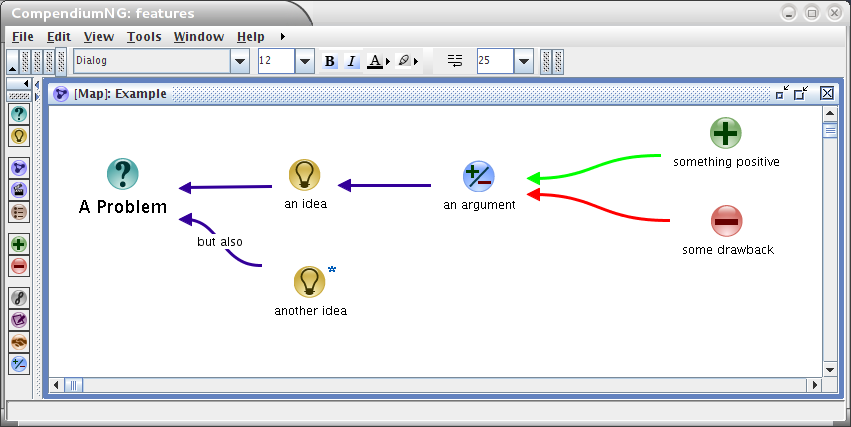 CompendiumNG: features
File Edit View Tools Window Help
Dialog 12 B I A 25
[Map]: Example
something positive
A Problem
an idea
an argument
but also
some drawback
another idea